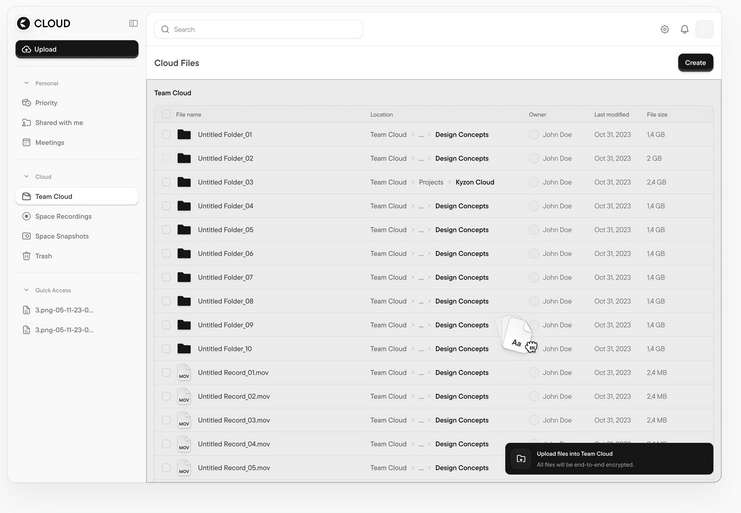 CLOUD
Upload
Personal
Priority
Shared with me
Meetings
Cloud
Team Cloud
Space Recordings
Space Snapshots
Trash
Quick Access
3.png-05-11-23-0...
3.png-05-11-23-0...
Search
Cloud Files
Create
Team Cloud
File name Location Owner Last modified File size
Untitled Folder_01 Team Cloud › ... › Design Concepts John Doe Oct 31, 2023 1,4 GB
Untitled Folder_02 Team Cloud › ... › Design Concepts John Doe Oct 31, 2023 2 GB
Untitled Folder_03 Team Cloud › Projects › Kyzon Cloud John Doe Oct 31, 2023 2,4 GB
Untitled Folder_04 Team Cloud › ... › Design Concepts John Doe Oct 31, 2023 1,4 GB
Untitled Folder_05 Team Cloud › ... › Design Concepts John Doe Oct 31, 2023 1,4 GB
Untitled Folder_06 Team Cloud › ... › Design Concepts John Doe Oct 31, 2023 1,4 GB
Untitled Folder_07 Team Cloud › ... › Design Concepts John Doe Oct 31, 2023 1,4 GB
Untitled Folder_08 Team Cloud › ... › Design Concepts John Doe Oct 31, 2023 1,4 GB
Untitled Folder_09 Team Cloud › ... › Design Concepts John Doe Oct 31, 2023 1,4 GB
Aa
Untitled Folder_10 Team Cloud › ... › Design Concepts John Doe Oct 31, 2023 1,4 GB
MOV Untitled Record_01.mov Team Cloud › ... › Design Concepts John Doe Oct 31, 2023 2,4 MB
MOV Untitled Record_02.mov Team Cloud › ... › Design Concepts John Doe Oct 31, 2023 2,4 MB
MOV Untitled Record_03.mov Team Cloud › ... › Design Concepts John Doe Oct 31, 2023 2,4 MB
MOV Untitled Record_04.mov Team Cloud › ... › Design Concepts
MOV Untitled Record_05.mov Team Cloud › ... › Design Concepts
Upload files into Team Cloud
All files will be end-to-end encrypted.